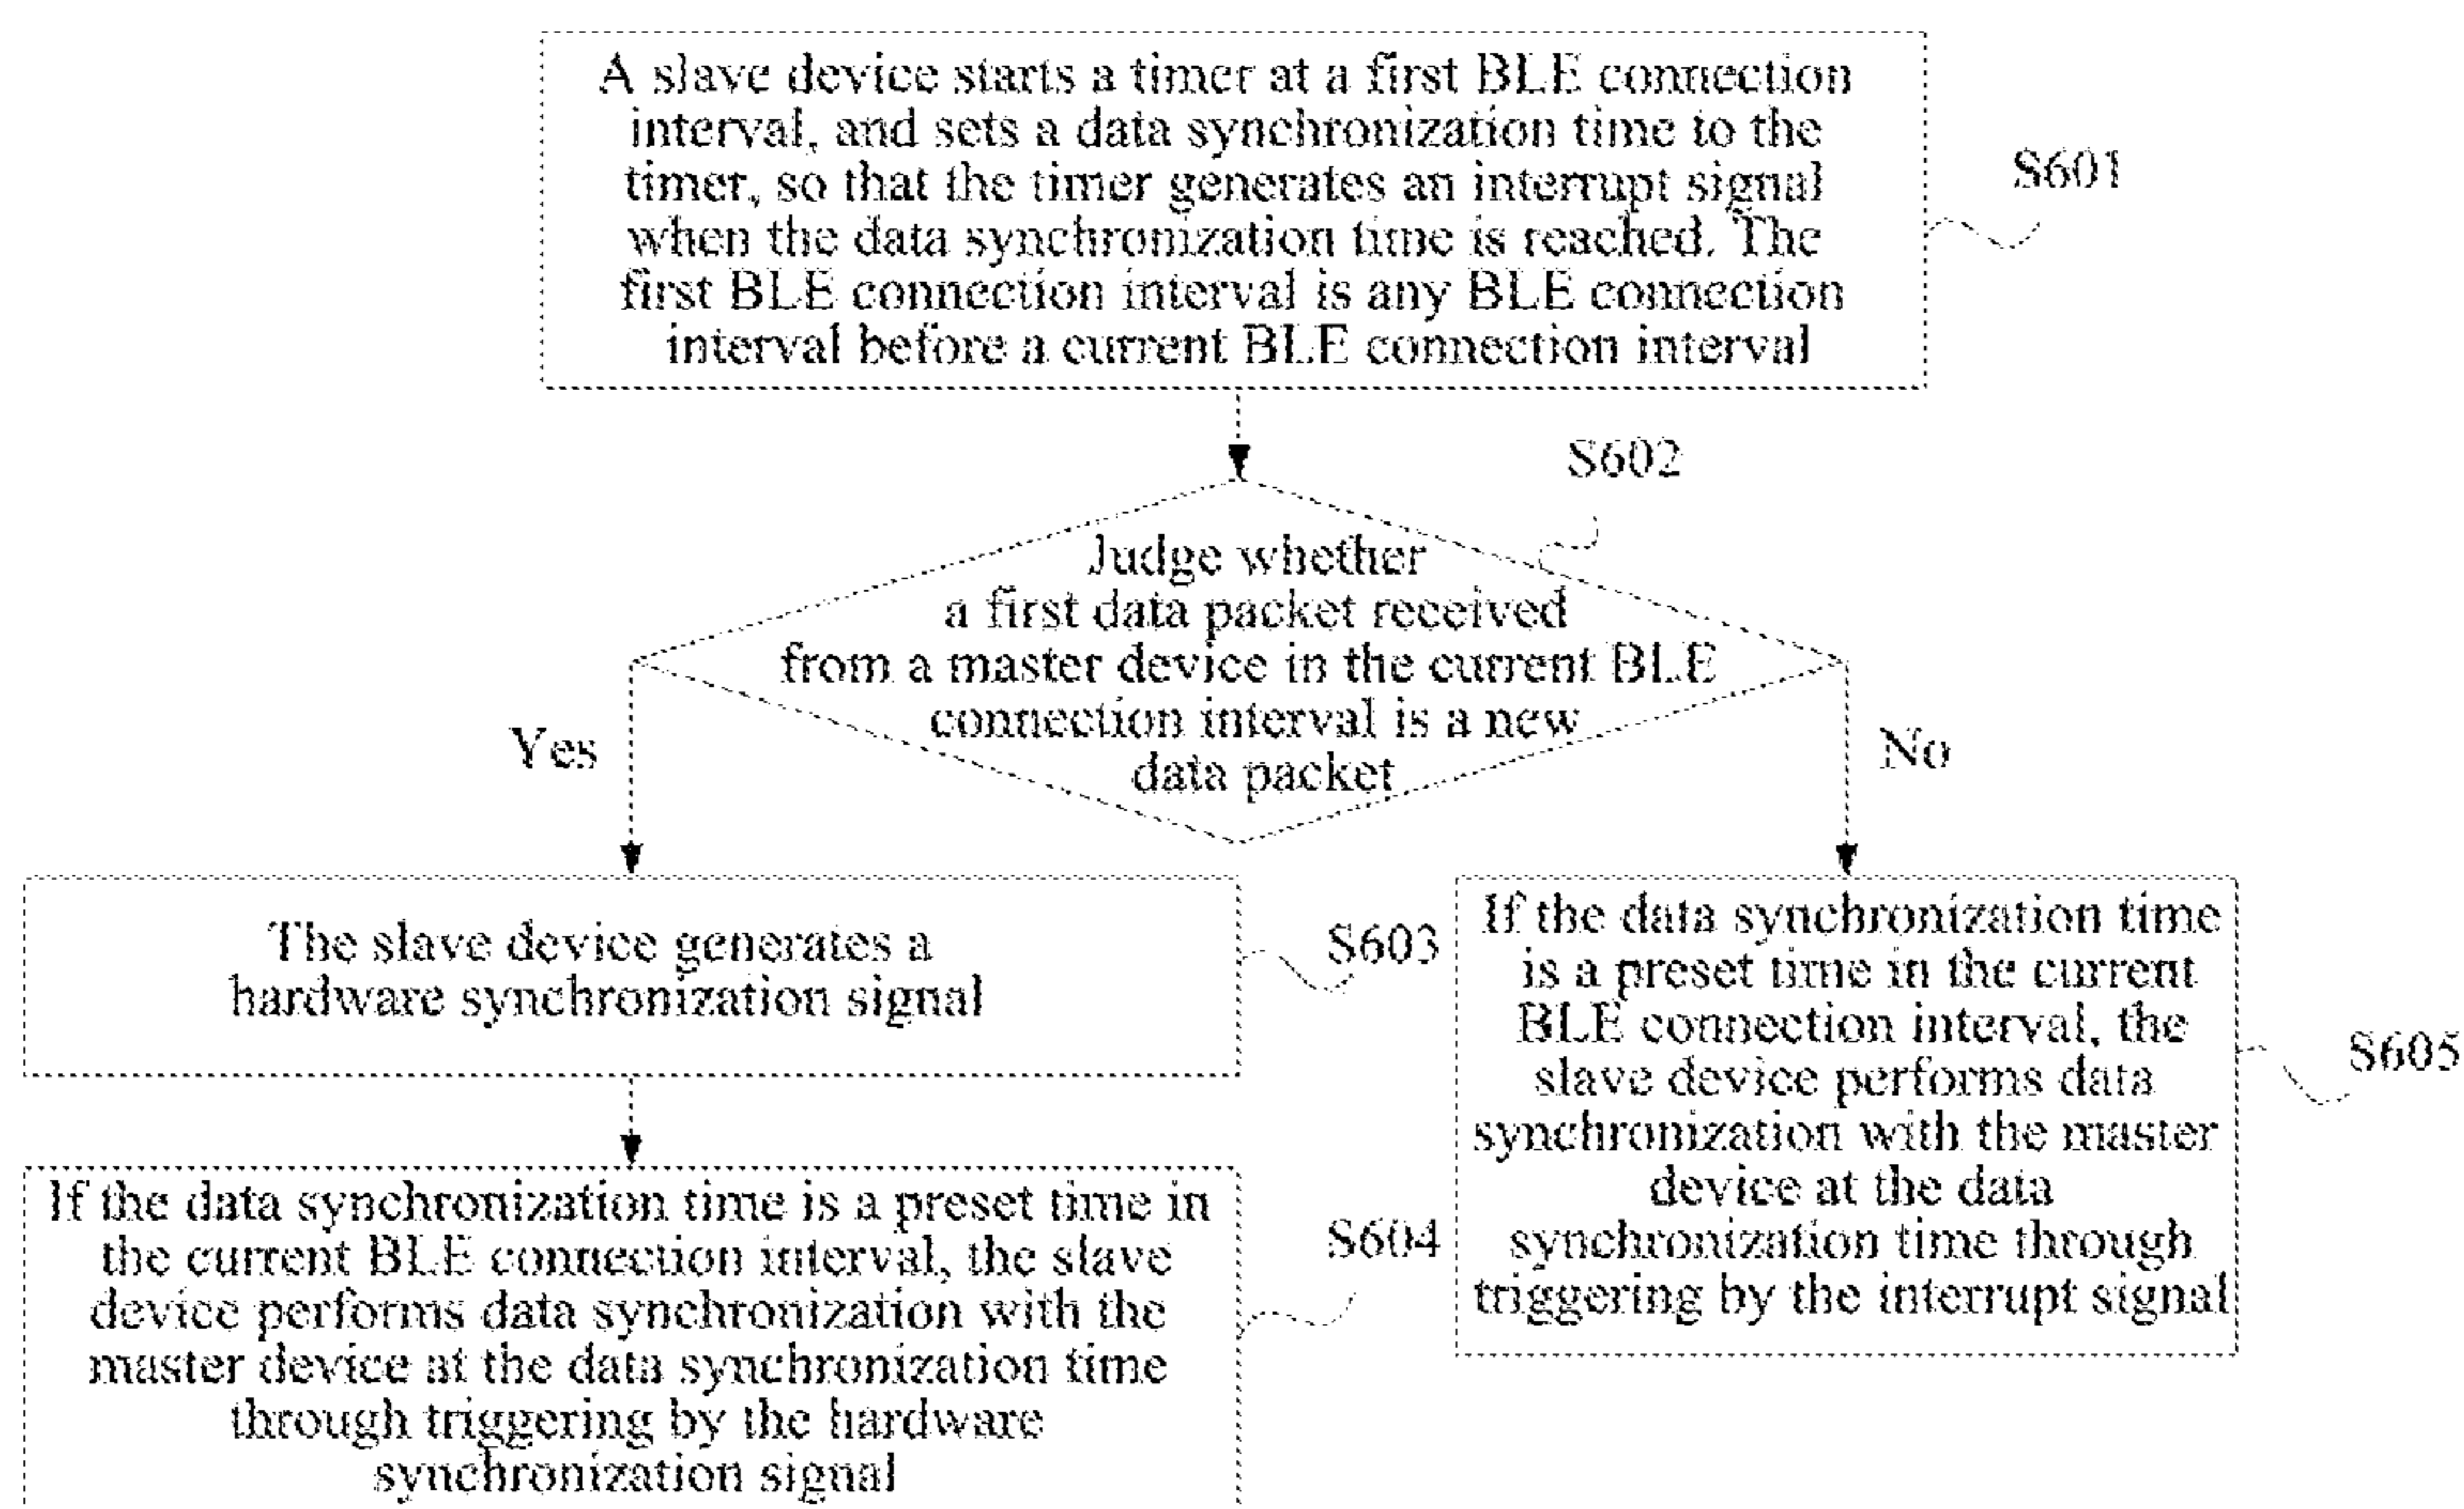 A slave device starts a timer at a first BLE connection
interval, and sets a data synchronization time to the
timer, so that the timer generates an interrupt signal
when the data synchronization time is reached. The
first BLE connection interval is any BLE connection
interval before a current BLE connection interval
S601
S602
Judge whether
a first data packet received
from a master device in the current BLE
connection interval is a new
data packet
Yes
No
The slave device generates a
hardware synchronization signal
S603
If the data synchronization time is a preset time in
the current BLE connection interval, the slave
device performs data synchronization with the
master device at the data synchronization time
through triggering by the hardware
synchronization signal
S604
If the data synchronization time
is a preset time in the current
BLE connection interval, the
slave device performs data
synchronization with the master
device at the data
synchronization time through
triggering by the interrupt signal
S605